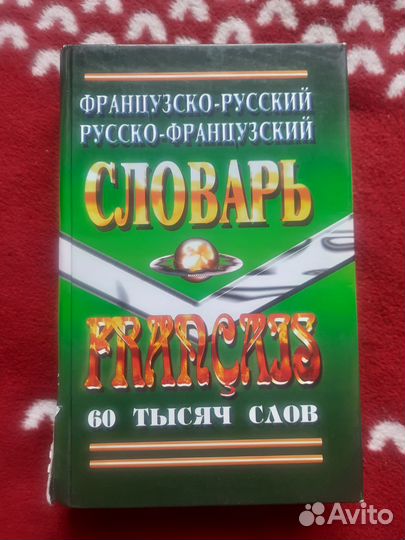 ФРАНЦУЗСКО-РУССКИЙ
РУССКО-ФРАНЦУЗСКИЙ
СЛОВАРЬ
FRANÇAIS
60 ТЫСЯЧ СЛОВ
Avito